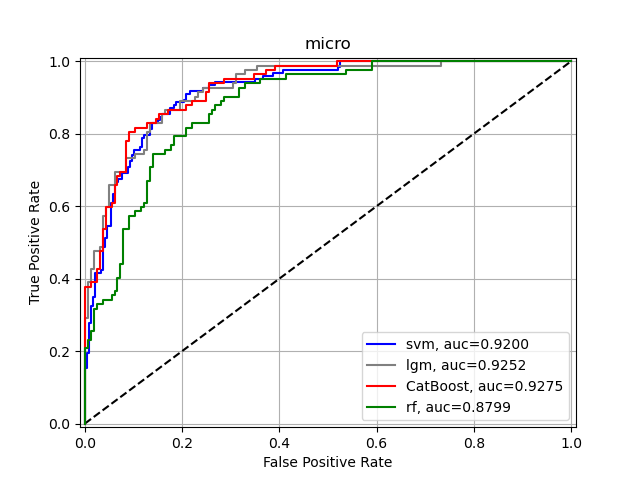 micro
True Positive Rate
1.0
0.8
0.6
0.4
0.2
0.0
svm, auc=0.9200
lgm, auc=0.9252
CatBoost, auc=0.9275
rf, auc=0.8799
0.0 0.2 0.4 0.6 0.8 1.0
False Positive Rate